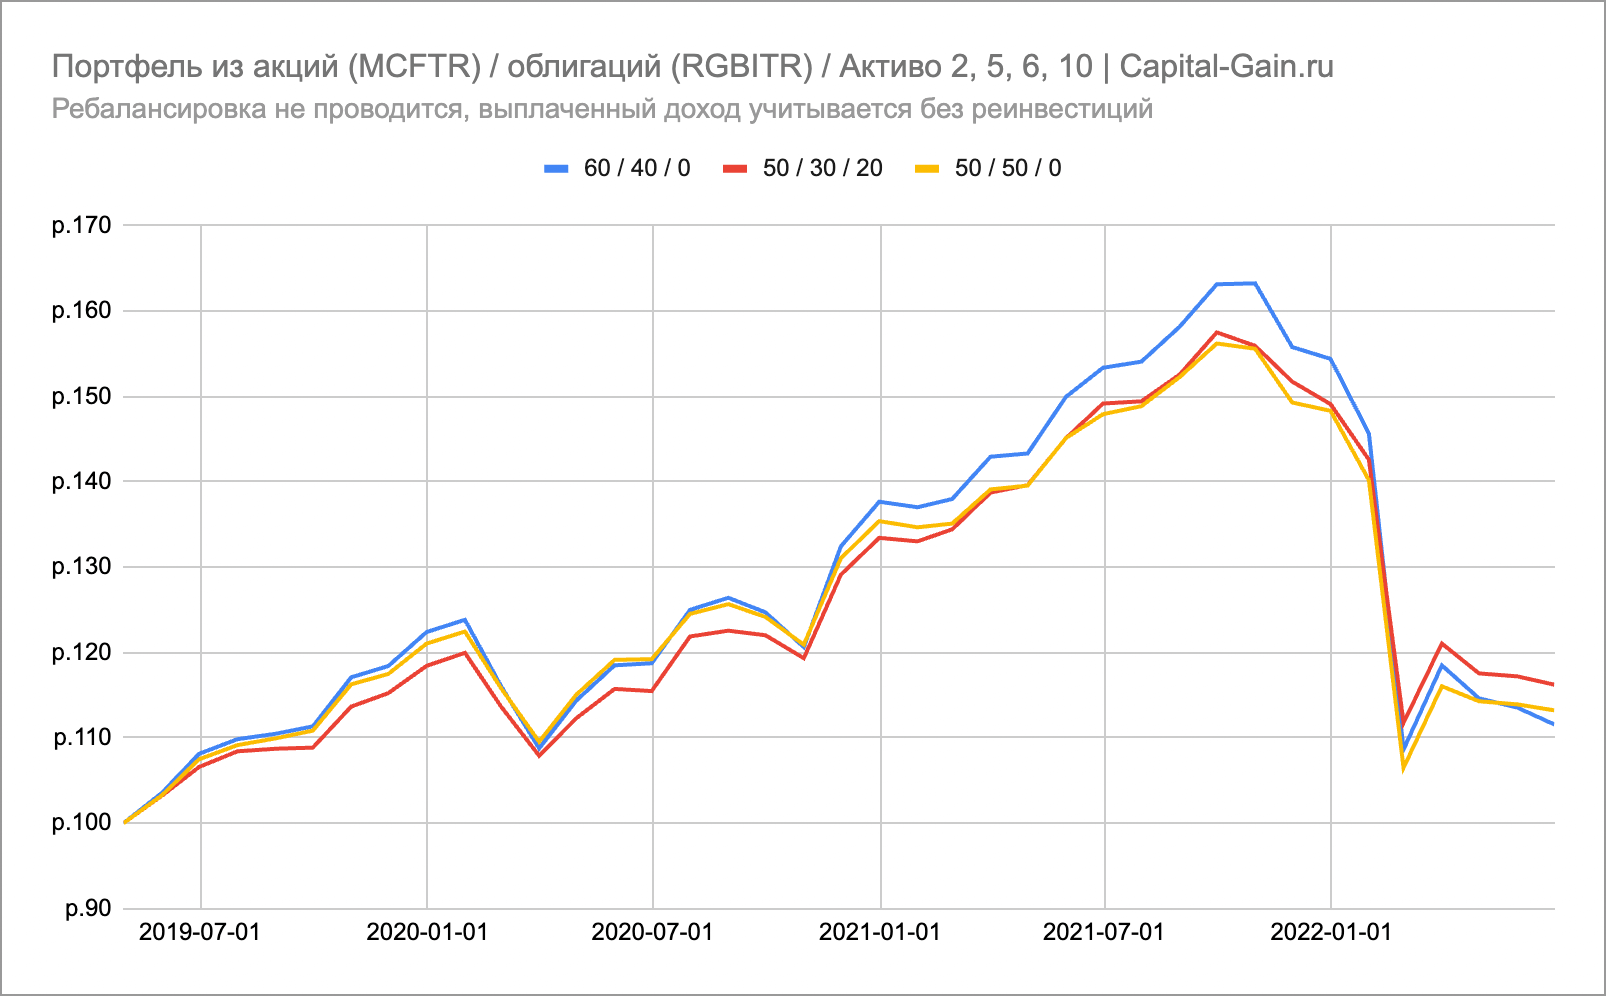 Портфель из акций (MCFTR) / облигаций (RGBITR) / Активо 2, 5, 6, 10 | Capital-Gain.ru
Ребалансировка не проводится, выплаченный доход учитывается без реинвестиций
60 / 40 / 0
50 / 30 / 20
50 / 50 / 0
р.170
р.160
р.150
р.140
р.130
р.120
р.110
р.100
р.90
2019-07-01
2020-01-01
2020-07-01
2021-01-01
2021-07-01
2022-01-01